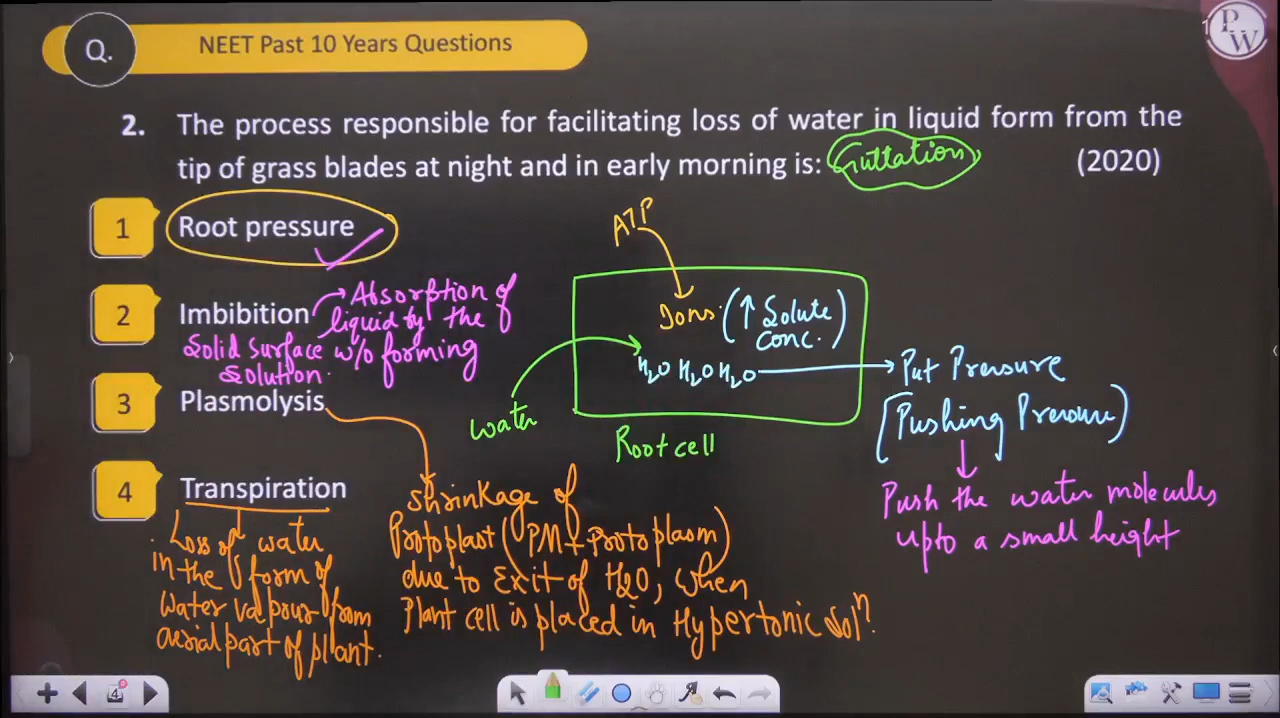 Q.
NEET Past 10 Years Questions
PW
2. The process responsible for facilitating loss of water in liquid form from the
tip of grass blades at night and in early morning is: Guttation (2020)
1 Root pressure
2 Imbibition → Absorption of
liquid by the
Solid surface w/o forming
solution.
3 Plasmolysis
Shrinkage of
Protoplast (PM + Protoplasm)
due to Exit of H2O, when
Plant cell is placed in Hypertonic Solⁿ.
4 Transpiration
Loss of water
in the form of
water vapour from
aerial part of plant.
ATP
Ions. (↑ Solute
conc.)
H2O H2O H2O
water
Root cell
Put Pressure
[Pushing Pressure]
Push the water molecules
upto a small height
4